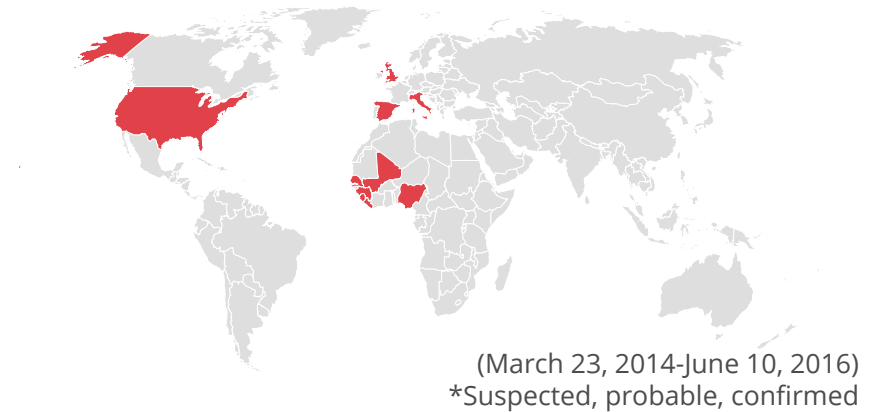 (March 23, 2014-June 10, 2016)
*Suspected, probable, confirmed